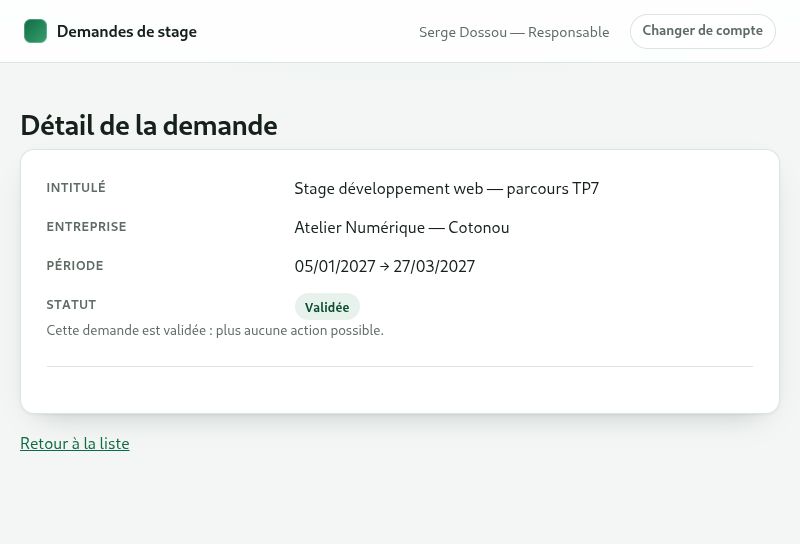 Demandes de stage
Serge Dossou — Responsable
Changer de compte
Détail de la demande
INTITULÉ
Stage développement web — parcours TP7
ENTREPRISE
Atelier Numérique — Cotonou
PÉRIODE
05/01/2027 → 27/03/2027
STATUT
Validée
Cette demande est validée : plus aucune action possible.
Retour à la liste